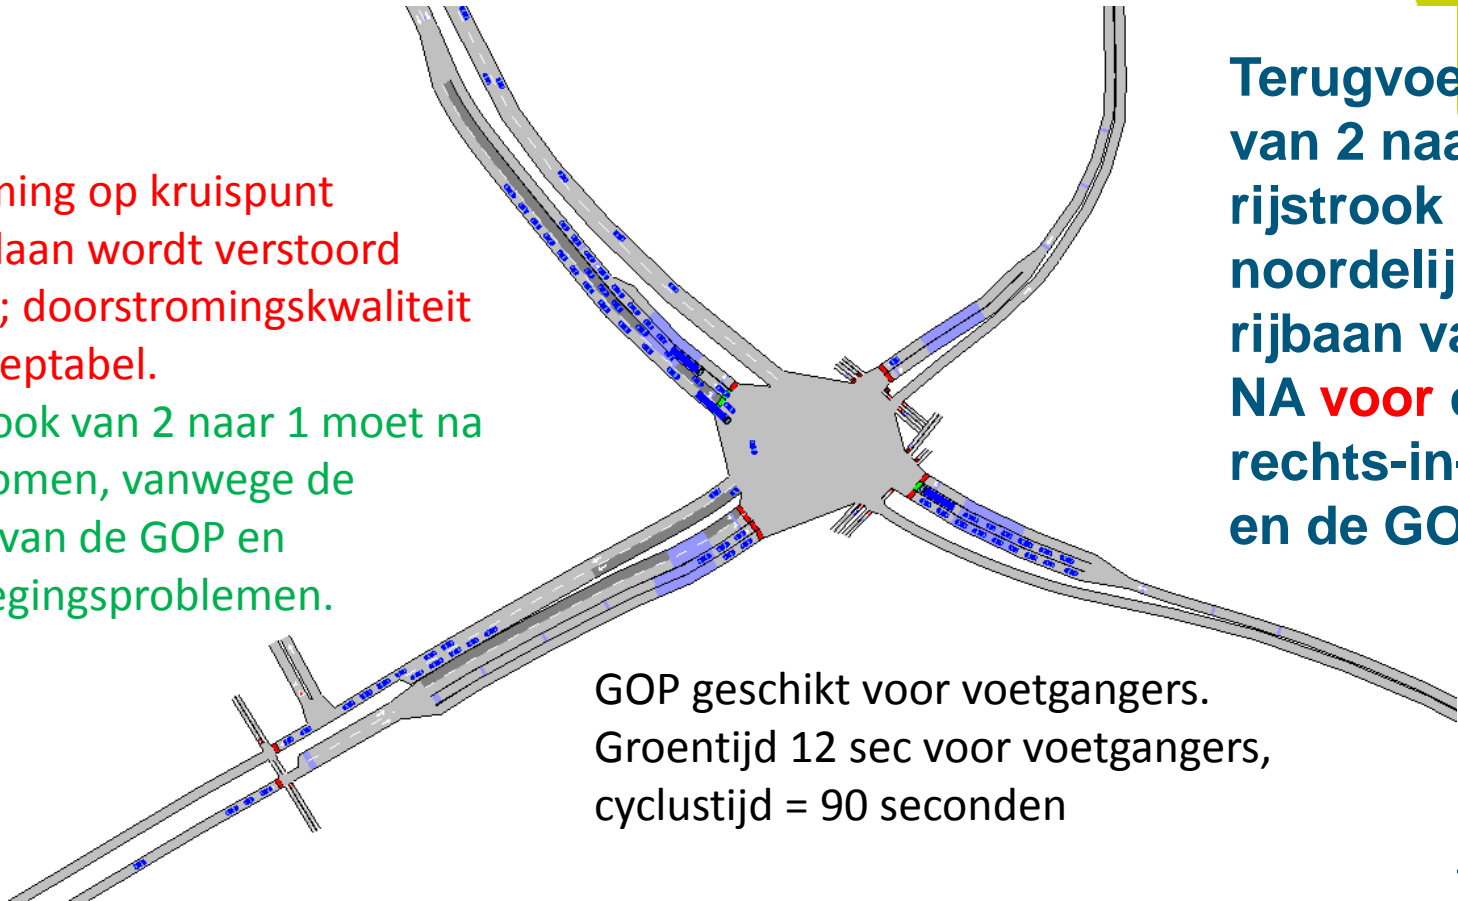 ning op kruispunt
laan wordt verstoord
; doorstromingskwaliteit
eptabel.
ook van 2 naar 1 moet na
omen, vanwege de
van de GOP en
egingsproblemen.
GOP geschikt voor voetgangers.
Groentijd 12 sec voor voetgangers,
cyclustijd = 90 seconden
Terugvoe
van 2 naa
rijstrook
noordelij
rijbaan va
NA voor
rechts-in-
en de GO